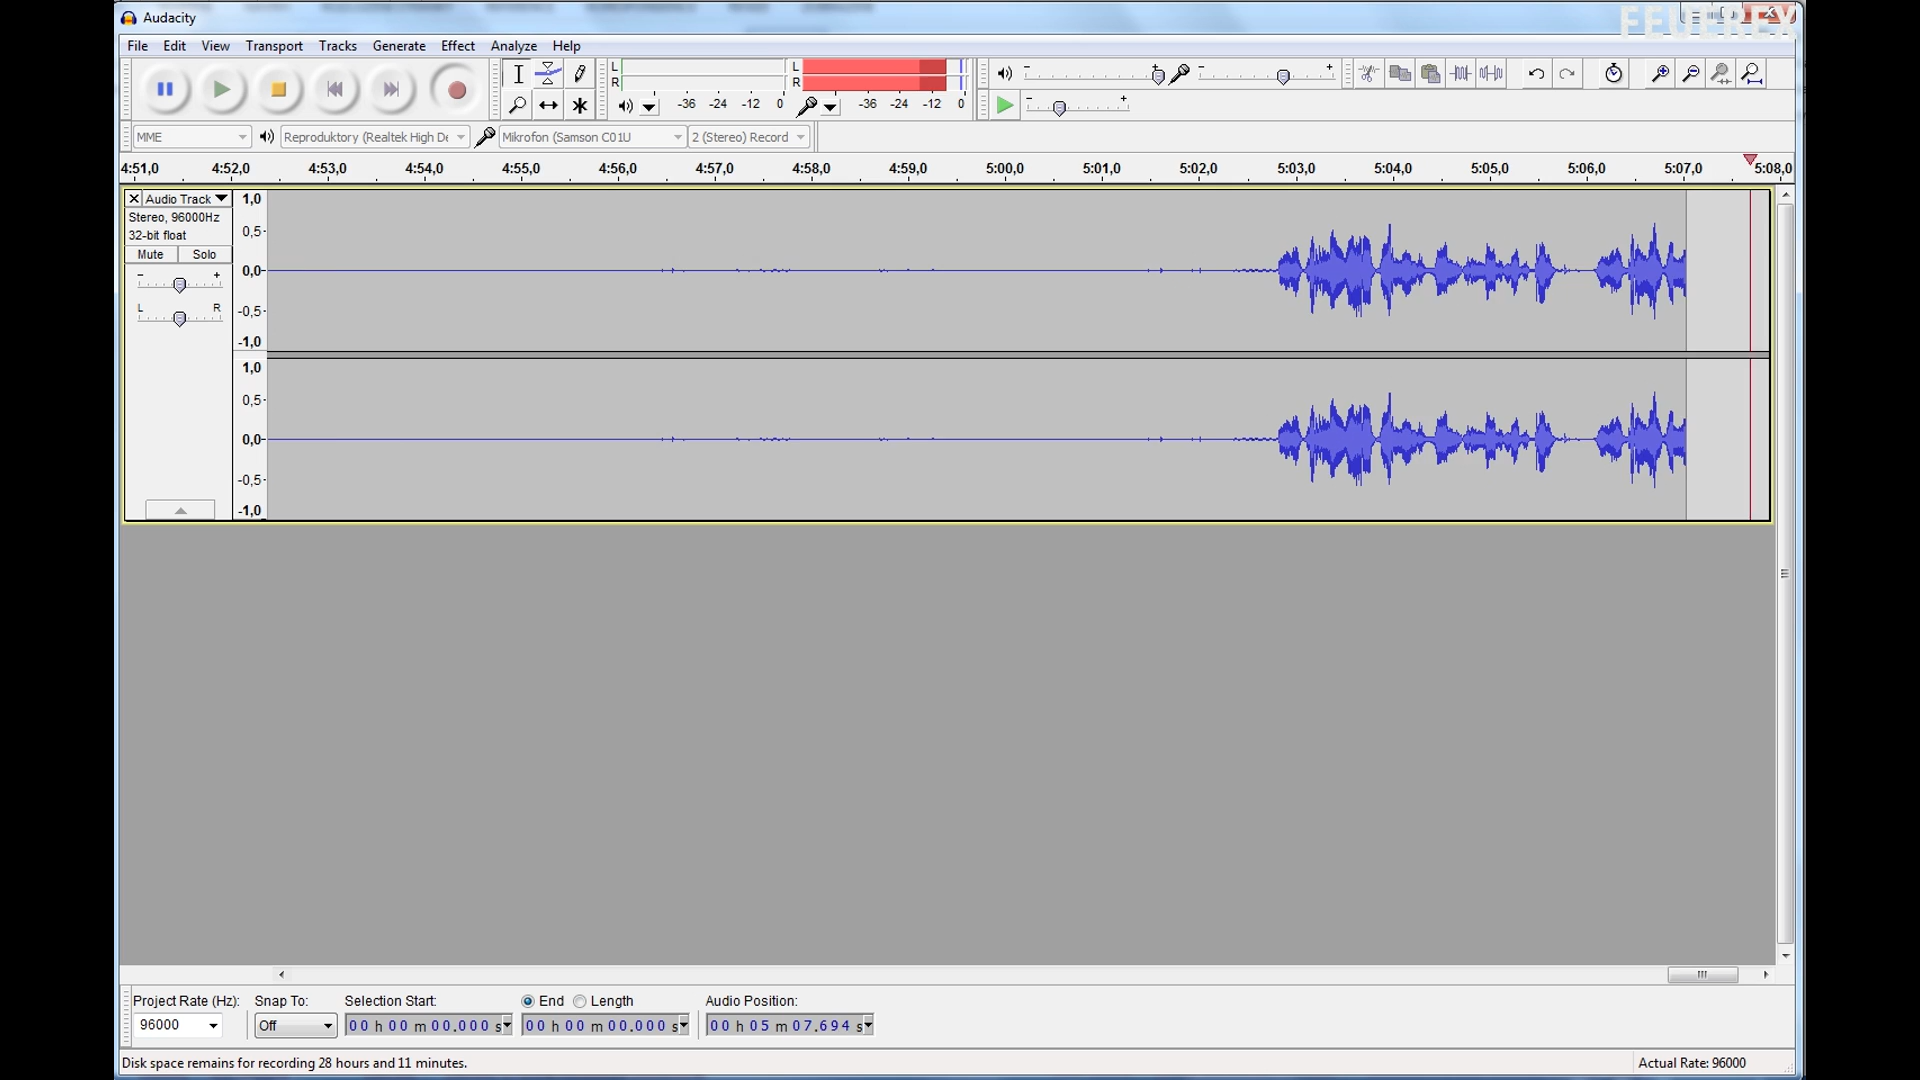 FEUFREX
Audacity
File Edit View Transport Tracks Generate Effect Analyze Help
L L
R R
-36 -24 -12 0 -36 -24 -12 0
MME Reproduktory (Realtek High De Mikrofon (Samson C01U 2 (Stereo) Record
4:51,0 4:52,0 4:53,0 4:54,0 4:55,0 4:56,0 4:57,0 4:58,0 4:59,0 5:00,0 5:01,0 5:02,0 5:03,0 5:04,0 5:05,0 5:06,0 5:07,0 5:08,0
X Audio Track 1,0
Stereo, 96000Hz
32-bit float 0,5-
Mute Solo
- + 0,0-
L R -0,5-
-1,0
1,0
0,5-
0,0-
-0,5-
-1,0
Project Rate (Hz): Snap To: Selection Start: End Length Audio Position:
96000 Off 00 h 00 m 00.000 s 00 h 00 m 00.000 s 00 h 05 m 07.694 s
Disk space remains for recording 28 hours and 11 minutes. Actual Rate: 96000